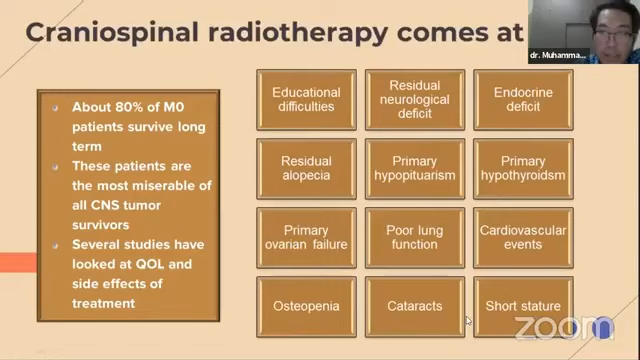 Craniospinal radiotherapy comes at
dr. Muhamma...
About 80% of M0
patients survive long
term
These patients are
the most miserable of
all CNS tumor
survivors
Several studies have
looked at QOL and
side effects of
treatment
Educational
difficulties
Residual
neurological
deficit
Endocrine
deficit
Residual
alopecia
Primary
hypopituarism
Primary
hypothyroidsm
Primary
ovarian failure
Poor lung
function
Cardiovascular
events
Osteopenia
Cataracts
Short stature
zoom